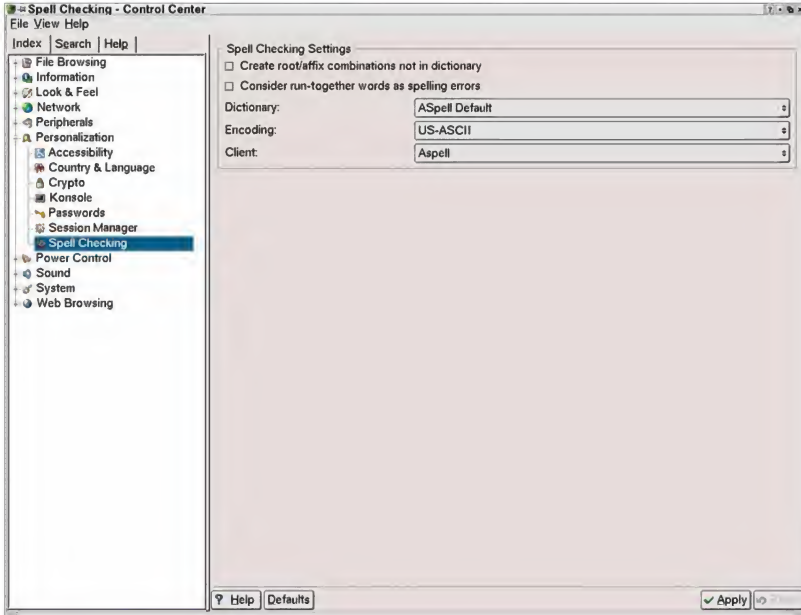 Spell Checking - Control Center
File View Help
Index Search Help
File Browsing
Information
Look & Feel
Network
Peripherals
Personalization
Accessibility
Country & Language
Crypto
Konsole
Passwords
Session Manager
Spell Checking
Power Control
Sound
System
Web Browsing
Spell Checking Settings
Create root/affix combinations not in dictionary
Consider run-together words as spelling errors
Dictionary: ASpell Default
Encoding: US-ASCII
Client: Aspell
? Help Defaults Apply